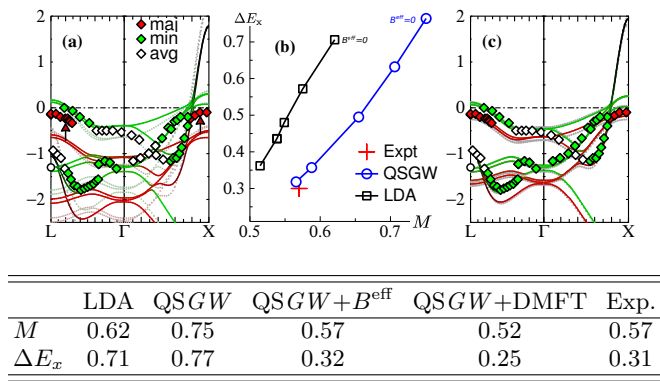 2
1
0
−1
−2
L Γ X
(a)
maj
min
avg
ΔEx
0.7
0.6
0.5
0.4
0.3
0.5 0.6 0.7 M
(b)
B^eff=0
B^eff=0
Expt
QSGW
LDA
2
1
0
−1
−2
L Γ X
(c)
LDA QSGW QSGW+B^eff QSGW+DMFT Exp.
M 0.62 0.75 0.57 0.52 0.57
ΔEx 0.71 0.77 0.32 0.25 0.31